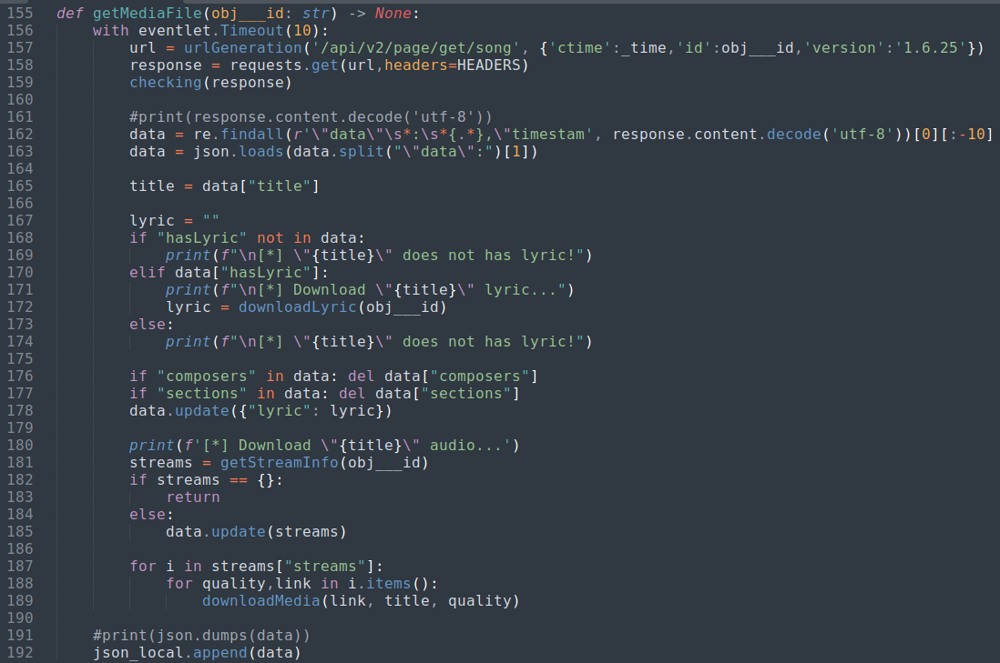 155 def getMediaFile(obj___id: str) -> None:
156     with eventlet.Timeout(10):
157         url = urlGeneration('/api/v2/page/get/song', {'ctime':_time,'id':obj___id,'version':'1.6.25'})
158         response = requests.get(url,headers=HEADERS)
159         checking(response)
160
161         #print(response.content.decode('utf-8'))
162         data = re.findall(r'\"data\"\s*:\s*{.*},\"timestam', response.content.decode('utf-8'))[0][:-10]
163         data = json.loads(data.split("\"data\":")[1])
164
165         title = data["title"]
166
167         lyric = ""
168         if "hasLyric" not in data:
169             print(f"\n[*] \"{title}\" does not has lyric!")
170         elif data["hasLyric"]:
171             print(f"\n[*] Download \"{title}\" lyric...")
172             lyric = downloadLyric(obj___id)
173         else:
174             print(f"\n[*] \"{title}\" does not has lyric!")
175
176         if "composers" in data: del data["composers"]
177         if "sections" in data: del data["sections"]
178         data.update({"lyric": lyric})
179
180         print(f'[*] Download \"{title}\" audio...')
181         streams = getStreamInfo(obj___id)
182         if streams == {}:
183             return
184         else:
185             data.update(streams)
186
187         for i in streams["streams"]:
188             for quality,link in i.items():
189                 downloadMedia(link, title, quality)
190
191     #print(json.dumps(data))
192     json_local.append(data)